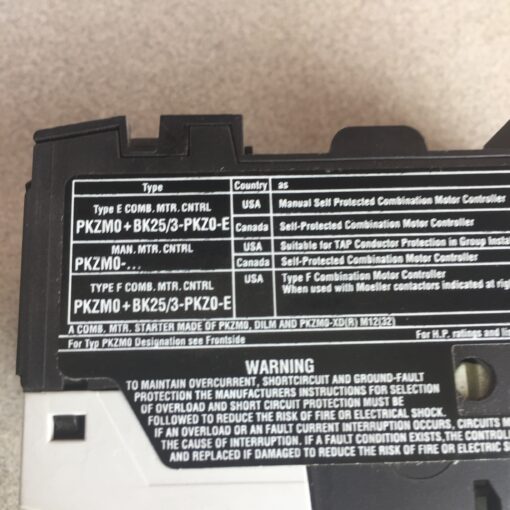 Type Country as
Type E COMB. MTR. CNTRL USA Manual Self Protected Combination Motor Controller
PKZM0 + BK25/3-PKZ0-E Canada Self-Protected Combination Motor Controller
MAN. MTR. CNTRL USA Suitable for TAP Conductor Protection in Group Insta
PKZM0-... Canada Self-Protected Combination Motor Controller
Type F COMB. MTR. CNTRL USA Type F Combination Motor Controller
PKZM0 + BK25/3-PKZ0-E When used with Moeller contactors indicated at righ
A COMB. MTR. STARTER MADE OF PKZM0, DILM AND PKZM0-XD(R) M12(32)
For Typ PKZM0 Designation see Frontside For H.P. ratings and lis
WARNING
TO MAINTAIN OVERCURRENT, SHORTCIRCUIT AND GROUND-FAULT
PROTECTION THE MANUFACTURERS INSTRUCTIONS FOR SELECTION
OF OVERLOAD AND SHORT CIRCUIT PROTECTION MUST BE
FOLLOWED TO REDUCE THE RISK OF FIRE OR ELECTRICAL SHOCK.
IF AN OVERLOAD OR AN FAULT CURRENT INTERRUPTION OCCURS, CIRCUITS M
THE CAUSE OF INTERRUPTION. IF A FAULT CONDITION EXISTS, THE CONTROLL
AND REPLACED IF DAMAGED TO REDUCE THE RISK OF FIRE OR ELECTRIC S